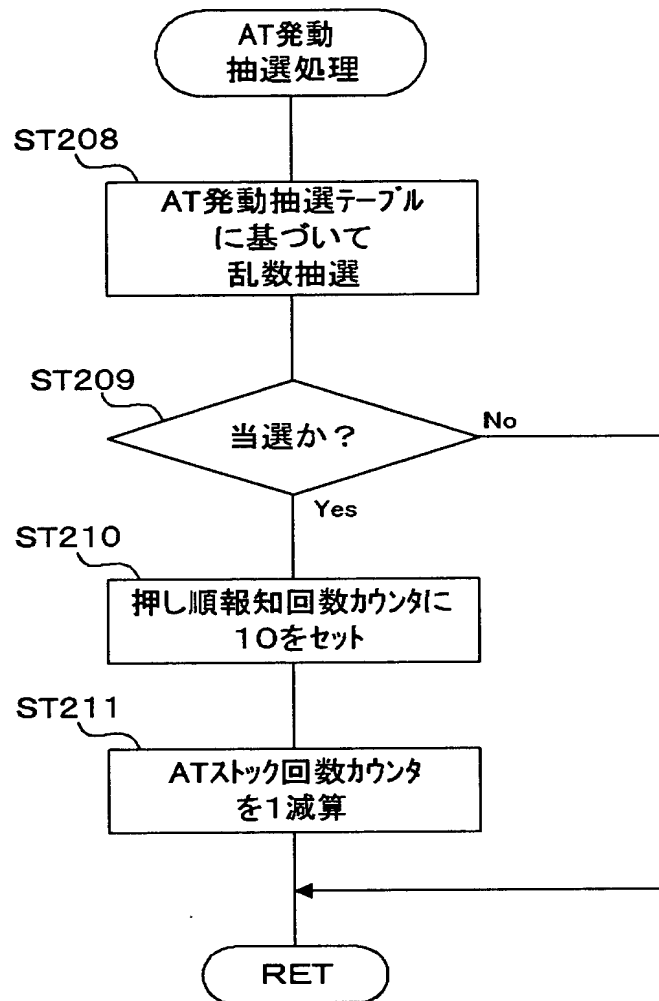 AT発動
抽選処理
ST208
AT発動抽選テーブル
に基づいて
乱数抽選
ST209
当選か？
No
Yes
ST210
押し順報知回数カウンタに
10をセット
ST211
ATストック回数カウンタ
を1減算
RET